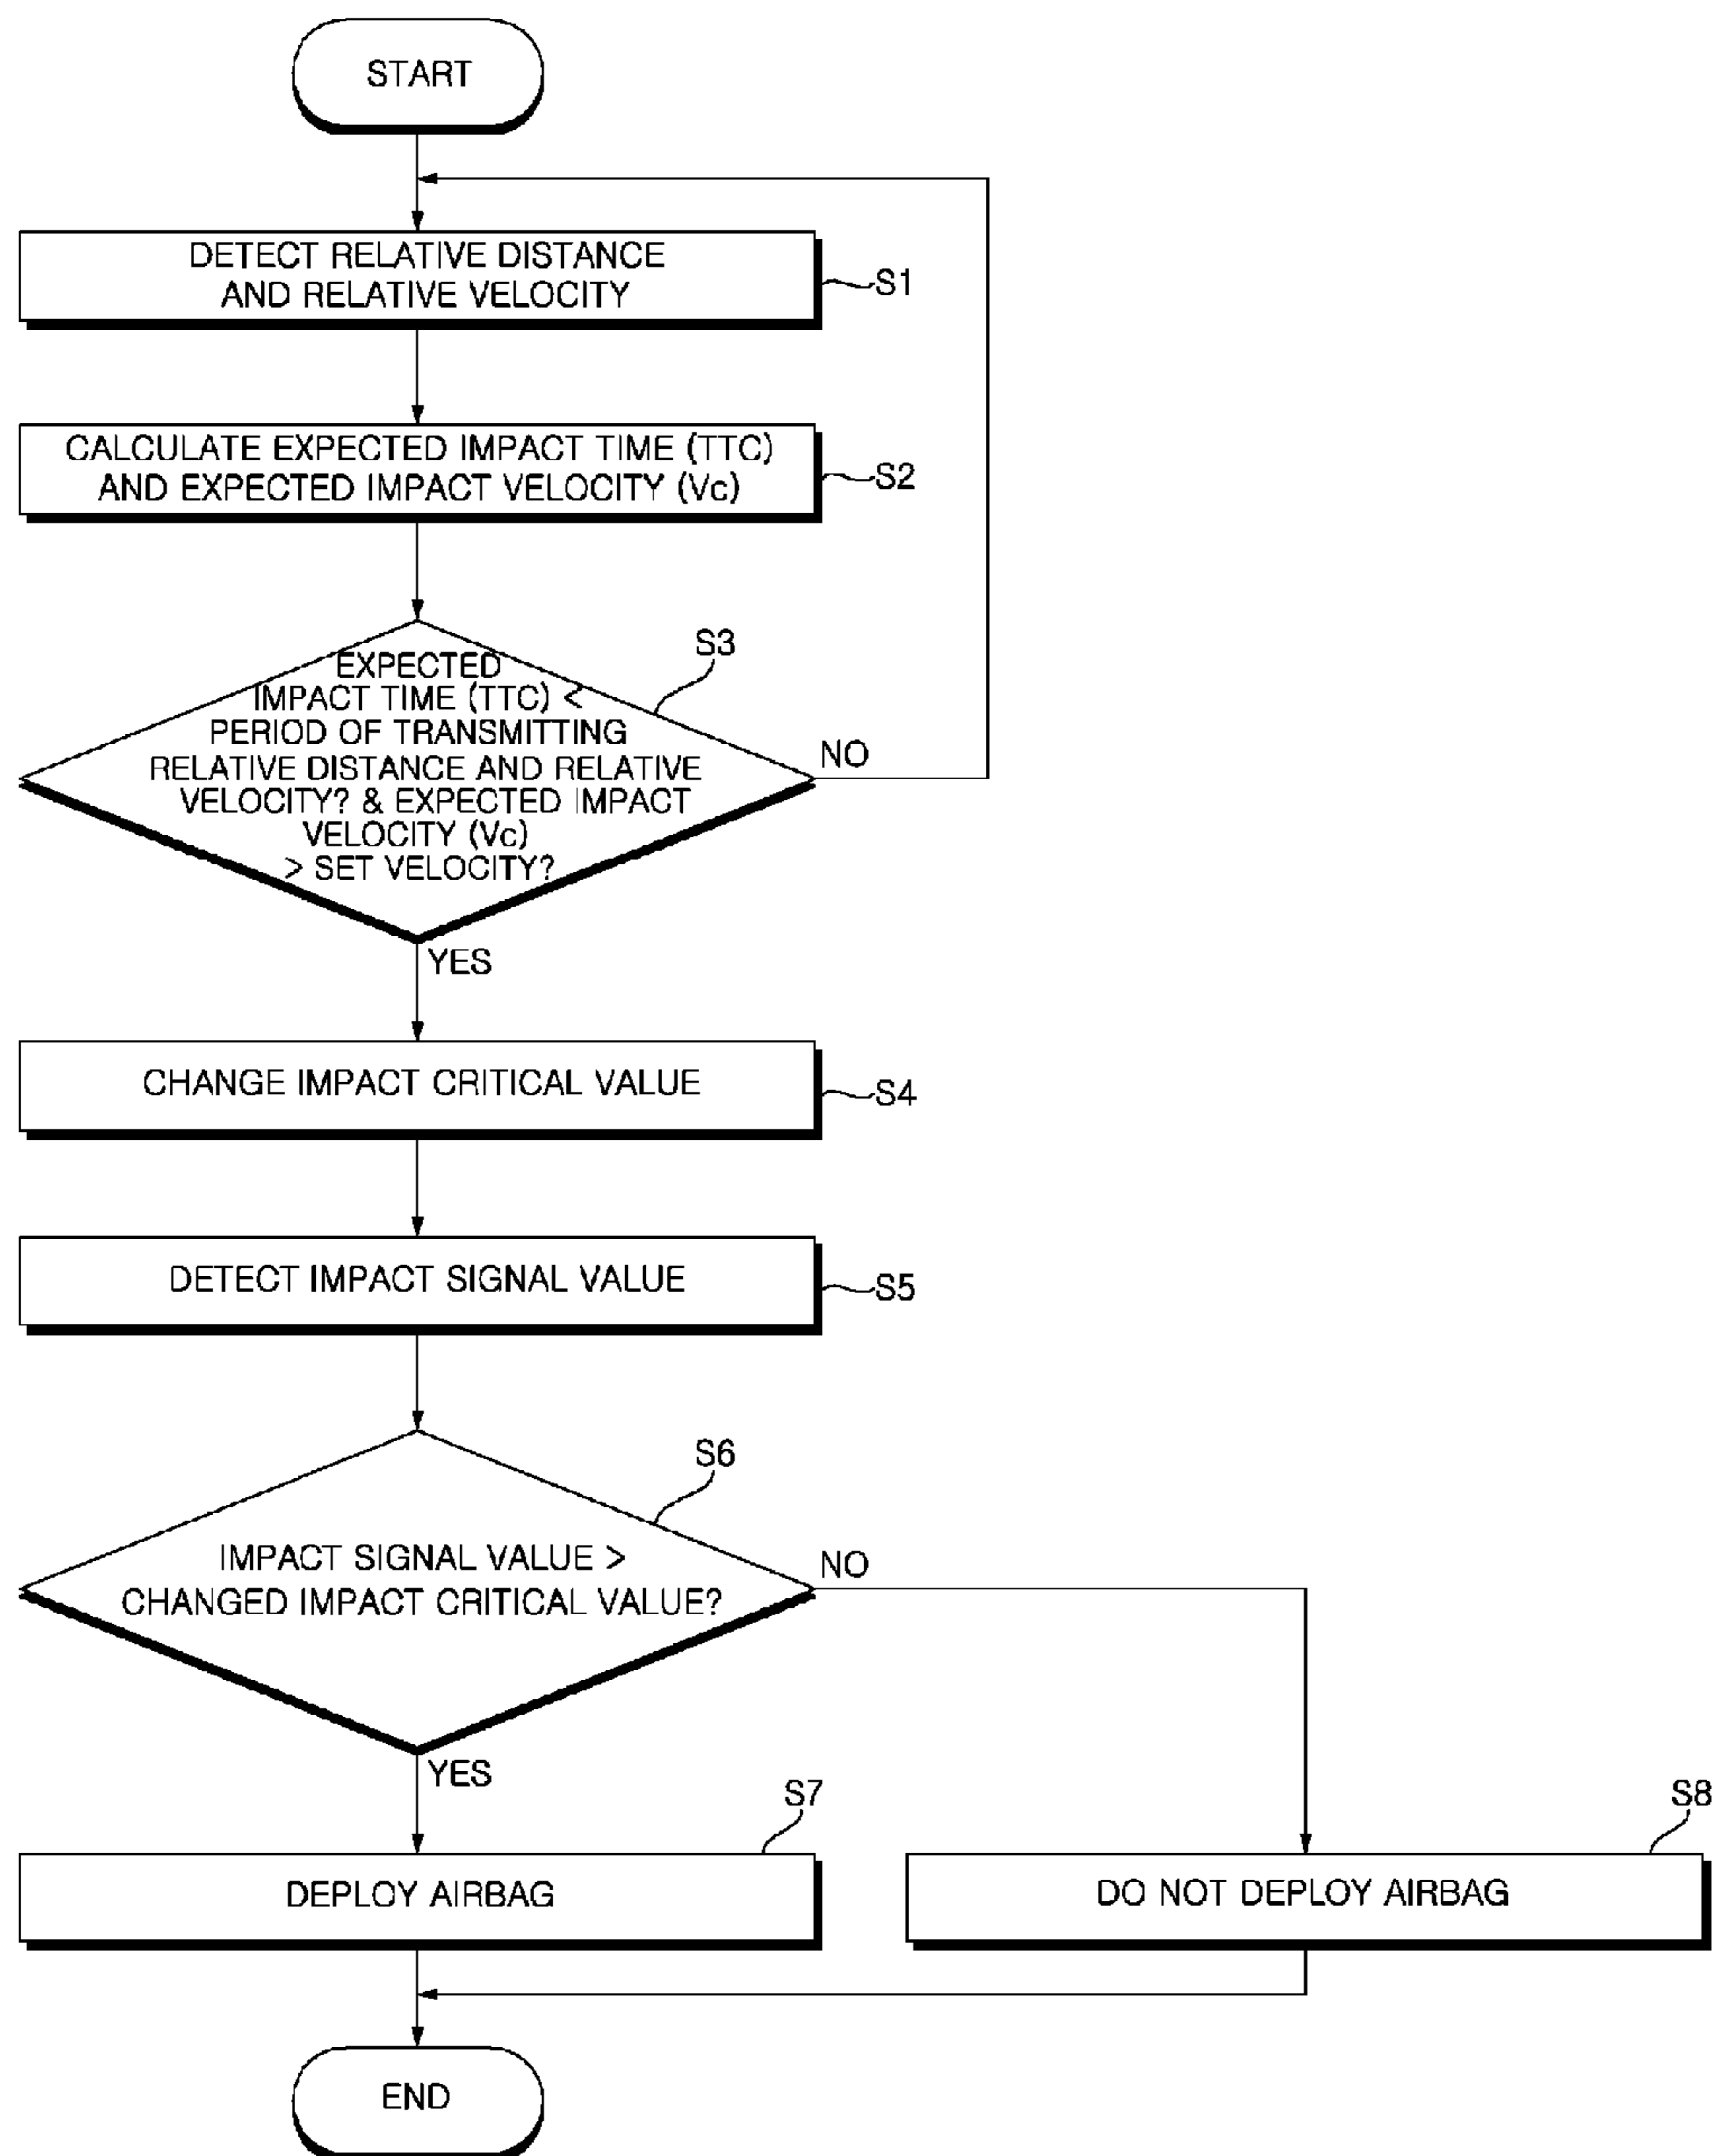 START
DETECT RELATIVE DISTANCE
AND RELATIVE VELOCITY
S1
CALCULATE EXPECTED IMPACT TIME (TTC)
AND EXPECTED IMPACT VELOCITY (Vc)
S2
S3
EXPECTED
IMPACT TIME (TTC) <
PERIOD OF TRANSMITTING
RELATIVE DISTANCE AND RELATIVE
VELOCITY? & EXPECTED IMPACT
VELOCITY (Vc)
> SET VELOCITY?
NO
YES
CHANGE IMPACT CRITICAL VALUE
S4
DETECT IMPACT SIGNAL VALUE
S5
S6
IMPACT SIGNAL VALUE >
CHANGED IMPACT CRITICAL VALUE?
NO
YES
S7
DEPLOY AIRBAG
S8
DO NOT DEPLOY AIRBAG
END